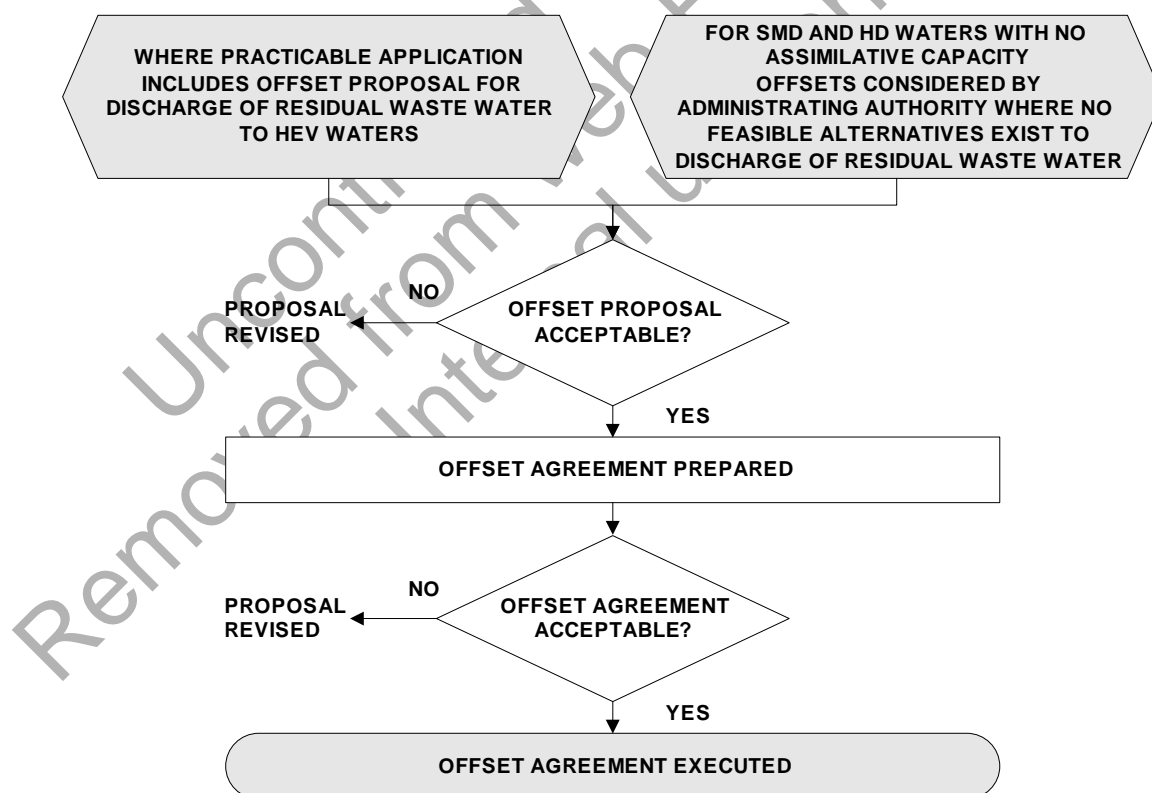 WHERE PRACTICABLE APPLICATION
INCLUDES OFFSET PROPOSAL FOR
DISCHARGE OF RESIDUAL WASTE WATER
TO HEV WATERS
FOR SMD AND HD WATERS WITH NO
ASSIMILATIVE CAPACITY
OFFSETS CONSIDERED BY
ADMINISTRATING AUTHORITY WHERE NO
FEASIBLE ALTERNATIVES EXIST TO
DISCHARGE OF RESIDUAL WASTE WATER
OFFSET PROPOSAL
ACCEPTABLE?
NO
PROPOSAL
REVISED
YES
OFFSET AGREEMENT PREPARED
OFFSET AGREEMENT
ACCEPTABLE?
NO
PROPOSAL
REVISED
YES
OFFSET AGREEMENT EXECUTED
Removed from web